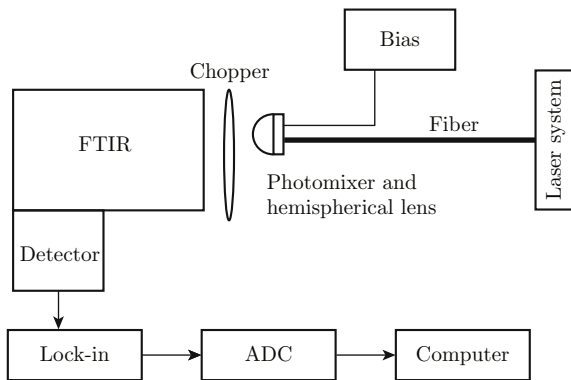 Bias
Chopper
FTIR
Fiber
Laser system
Photomixer and
hemispherical lens
Detector
Lock-in
ADC
Computer